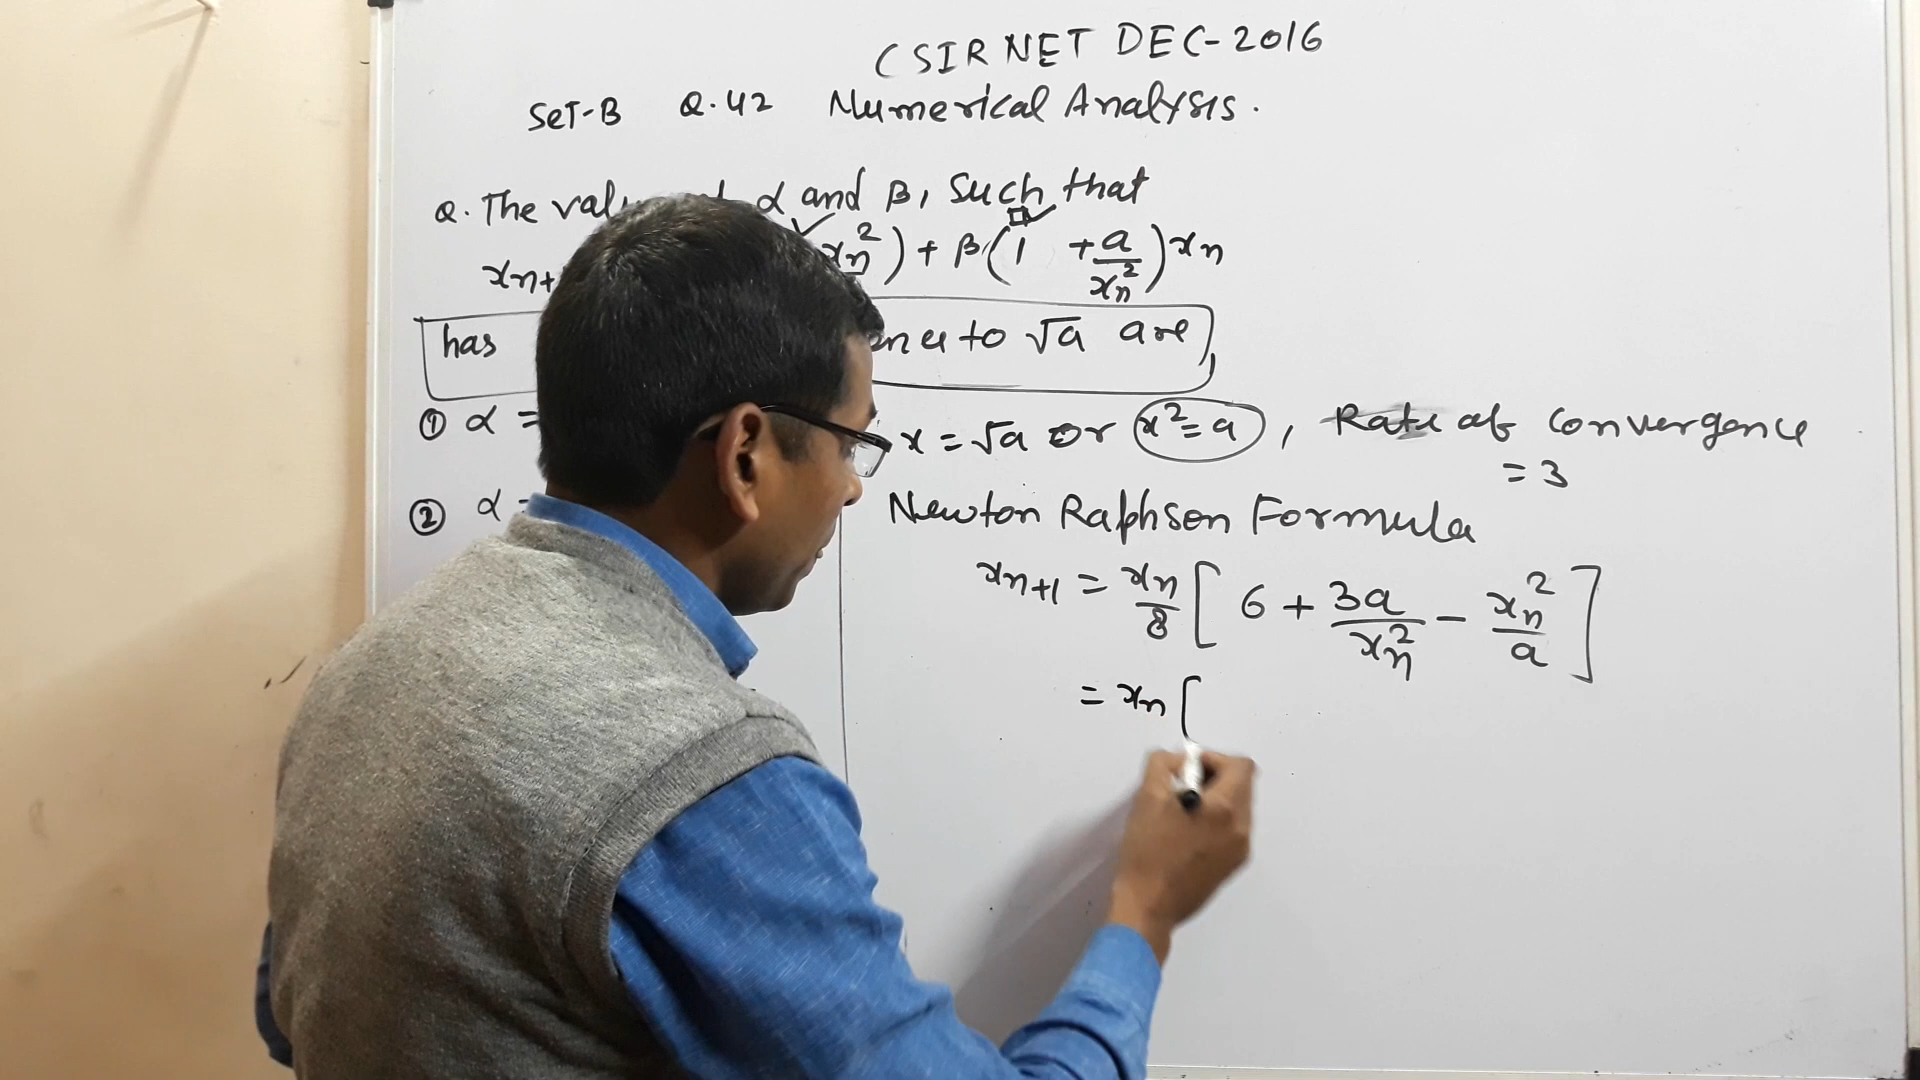 CSIR NET DEC-2016
SeT-B Q.42 Numerical Analysis.
Q. The α and β, Such that
xn+ xn²) + β(1 + a/xn²)xn
has to √a are
① α =
x = √a or x² = a, Rate of Convergence
= 3
② α
Newton Raphson Formula
xn+1 = xn/8 [ 6 + 3a/xn² - xn²/a ]
= xn [